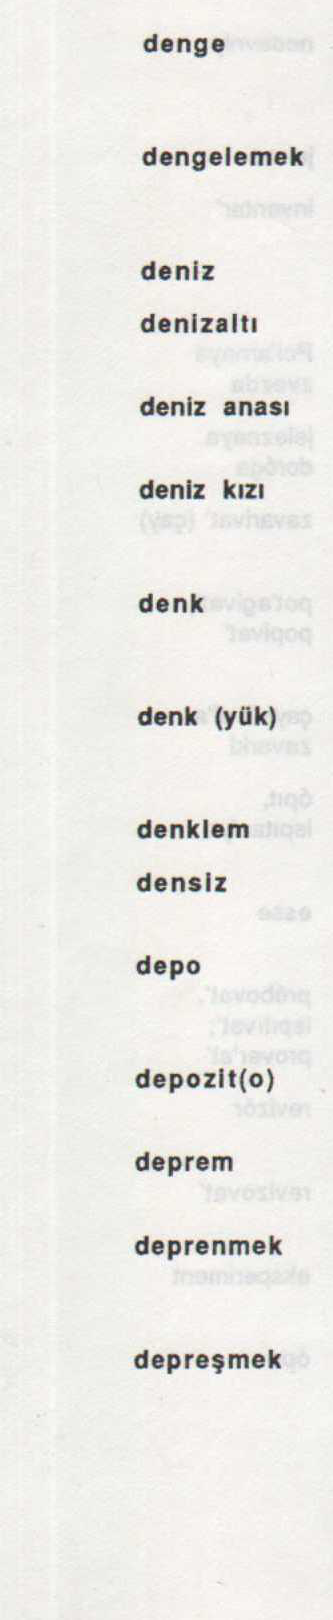 denge
dengelemek
deniz
denizaltı
deniz anası
deniz kızı
denk
denk (yük)
denklem
densiz
depo
depozit(o)
deprem
deprenmek
depreşmek